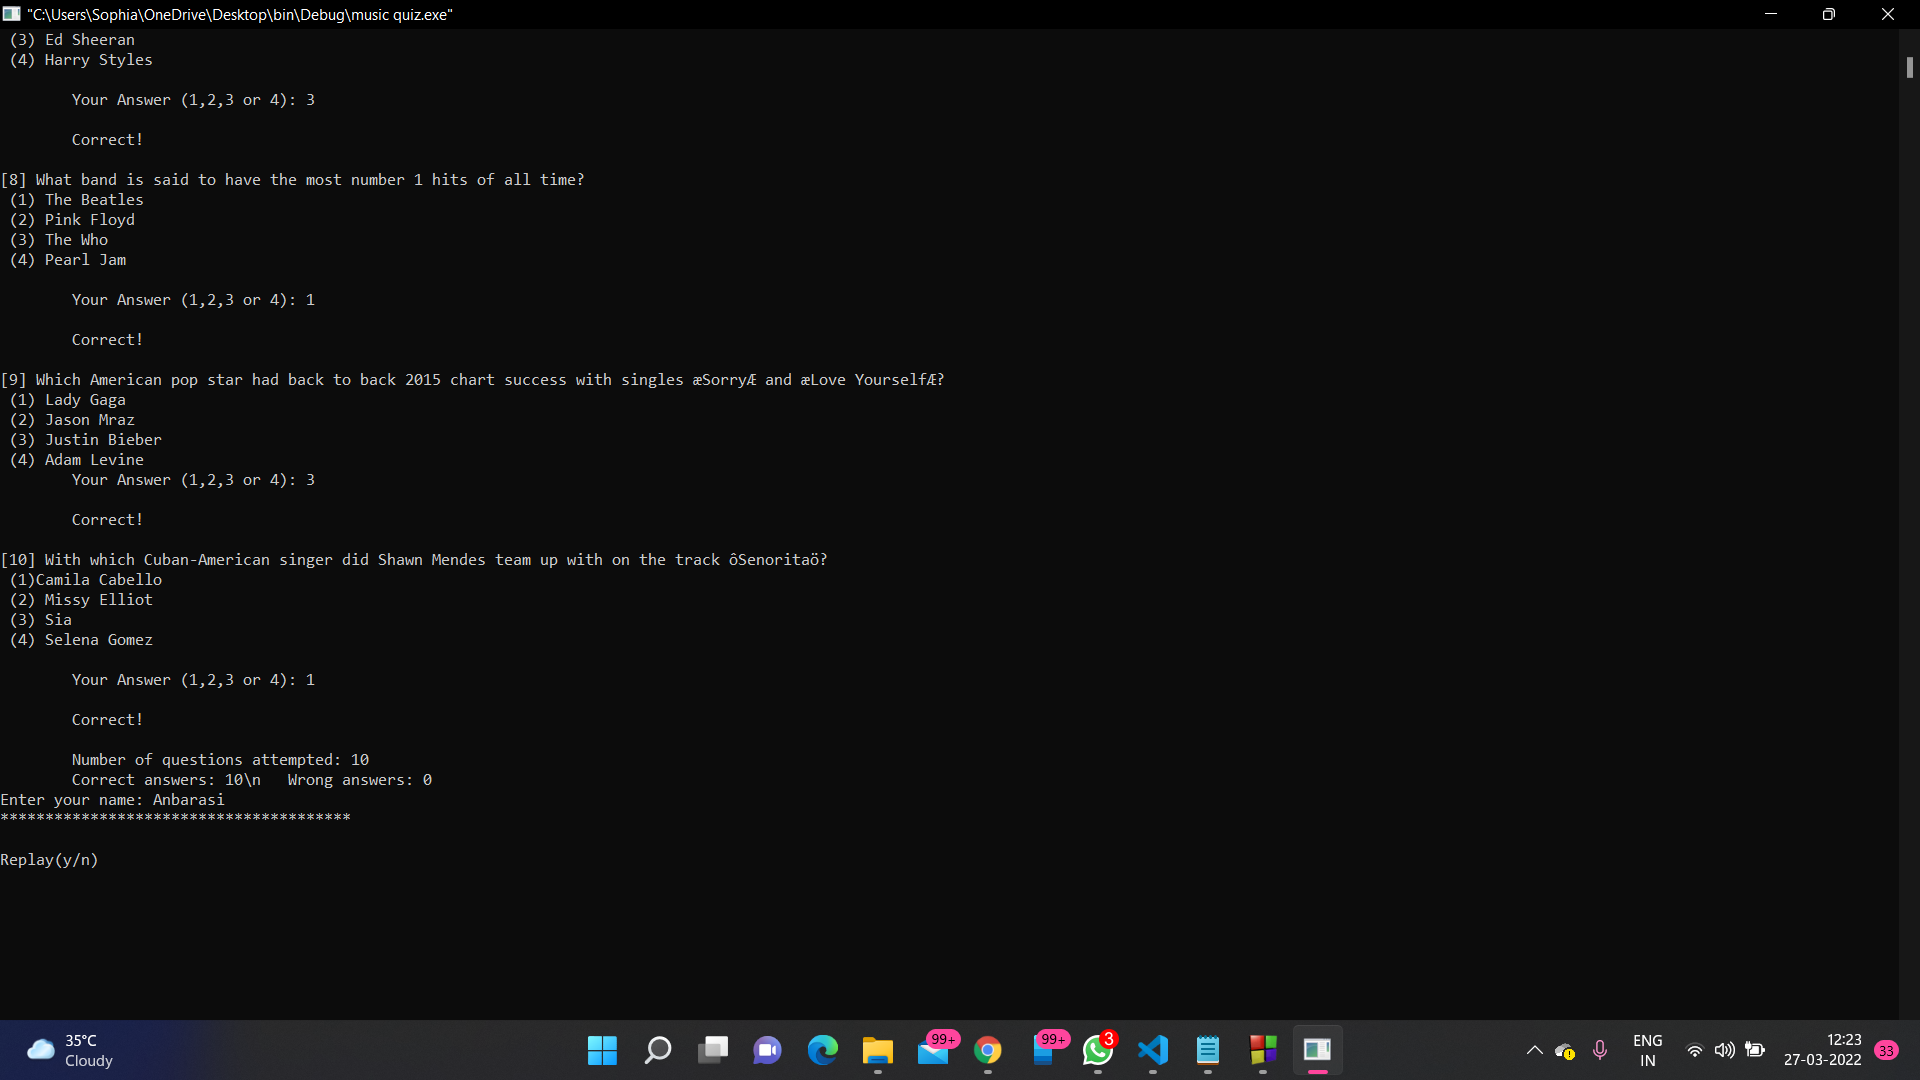 "C:\Users\Sophia\OneDrive\Desktop\bin\Debug\music quiz.exe"
(3) Ed Sheeran
(4) Harry Styles
Your Answer (1,2,3 or 4): 3
Correct!
[8] What band is said to have the most number 1 hits of all time?
(1) The Beatles
(2) Pink Floyd
(3) The Who
(4) Pearl Jam
Your Answer (1,2,3 or 4): 1
Correct!
[9] Which American pop star had back to back 2015 chart success with singles æSorryÆ and æLove YourselfÆ?
(1) Lady Gaga
(2) Jason Mraz
(3) Justin Bieber
(4) Adam Levine
Your Answer (1,2,3 or 4): 3
Correct!
[10] With which Cuban-American singer did Shawn Mendes team up with on the track ôSenoritaö?
(1)Camila Cabello
(2) Missy Elliot
(3) Sia
(4) Selena Gomez
Your Answer (1,2,3 or 4): 1
Correct!
Number of questions attempted: 10
Correct answers: 10\n   Wrong answers: 0
Enter your name: Anbarasi
***************************************
Replay(y/n)
35°C
Cloudy
99+
99+
3
ENG
IN
12:23
27-03-2022
33